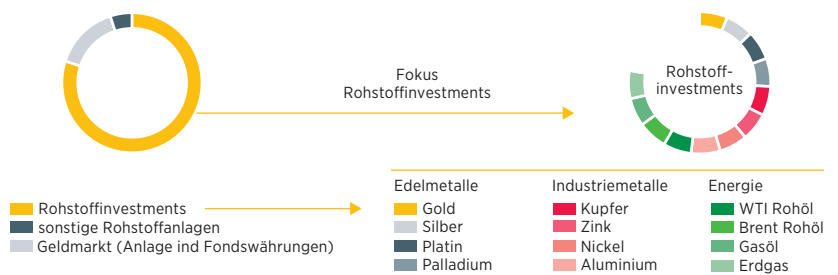 Fokus
Rohstoffinvestments
Rohstoff-
investments
Rohstoffinvestments
sonstige Rohstoffanlagen
Geldmarkt (Anlage ind Fondswährungen)
Edelmetalle
Gold
Silber
Platin
Palladium
Industriemetalle
Kupfer
Zink
Nickel
Aluminium
Energie
WTI Rohöl
Brent Rohöl
Gasöl
Erdgas